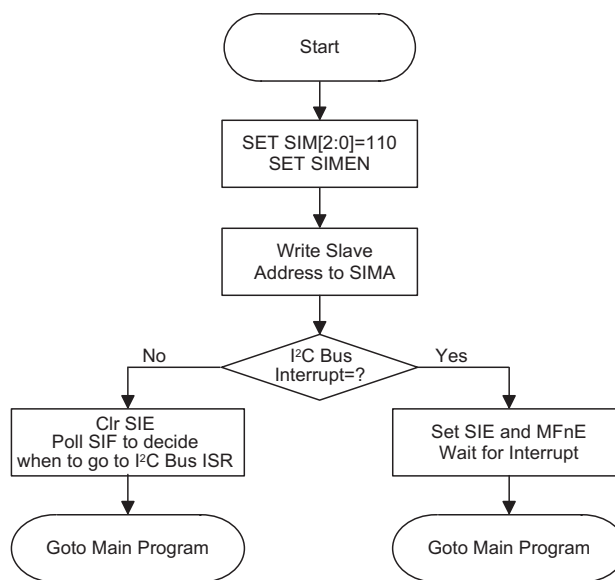 Start
SET SIM[2:0]=110
SET SIMEN
Write Slave
Address to SIMA
I²C Bus
Interrupt=?
No
Yes
Clr SIE
Poll SIF to decide
when to go to I²C Bus ISR
Set SIE and MFnE
Wait for Interrupt
Goto Main Program
Goto Main Program